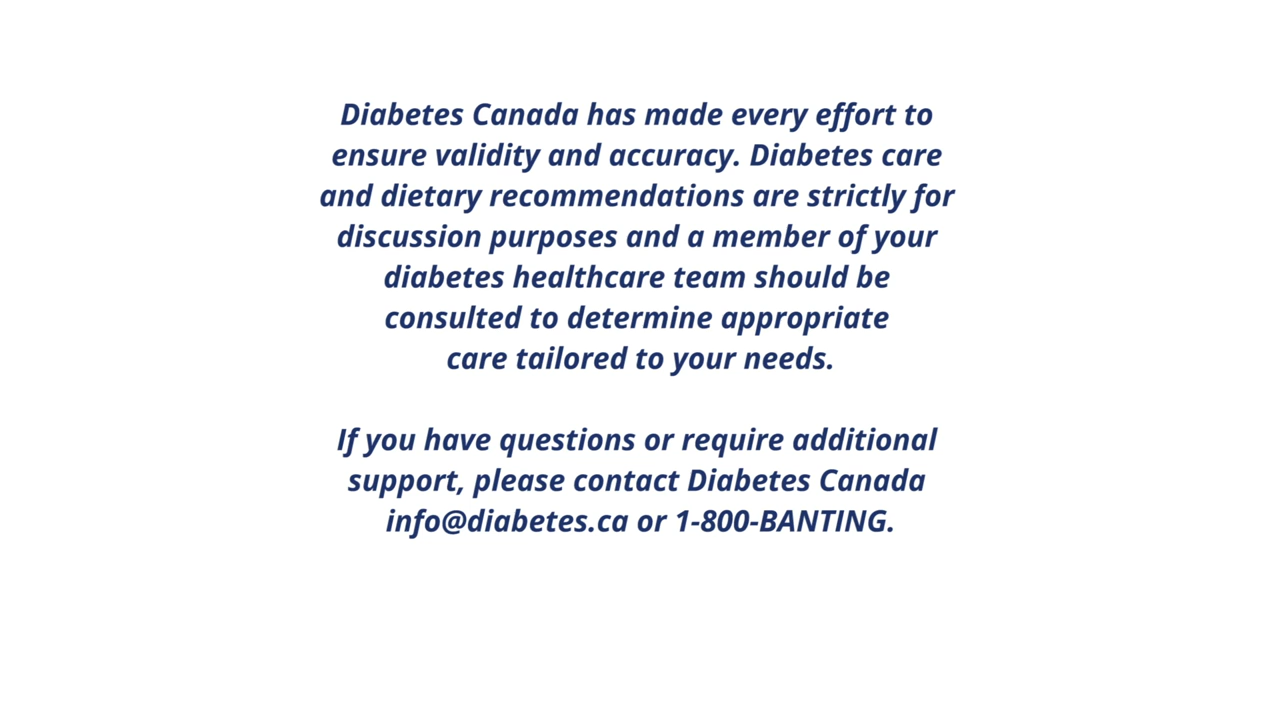 Diabetes Canada has made every effort to
ensure validity and accuracy. Diabetes care
and dietary recommendations are strictly for
discussion purposes and a member of your
diabetes healthcare team should be
consulted to determine appropriate
care tailored to your needs.
If you have questions or require additional
support, please contact Diabetes Canada
info@diabetes.ca or 1-800-BANTING.